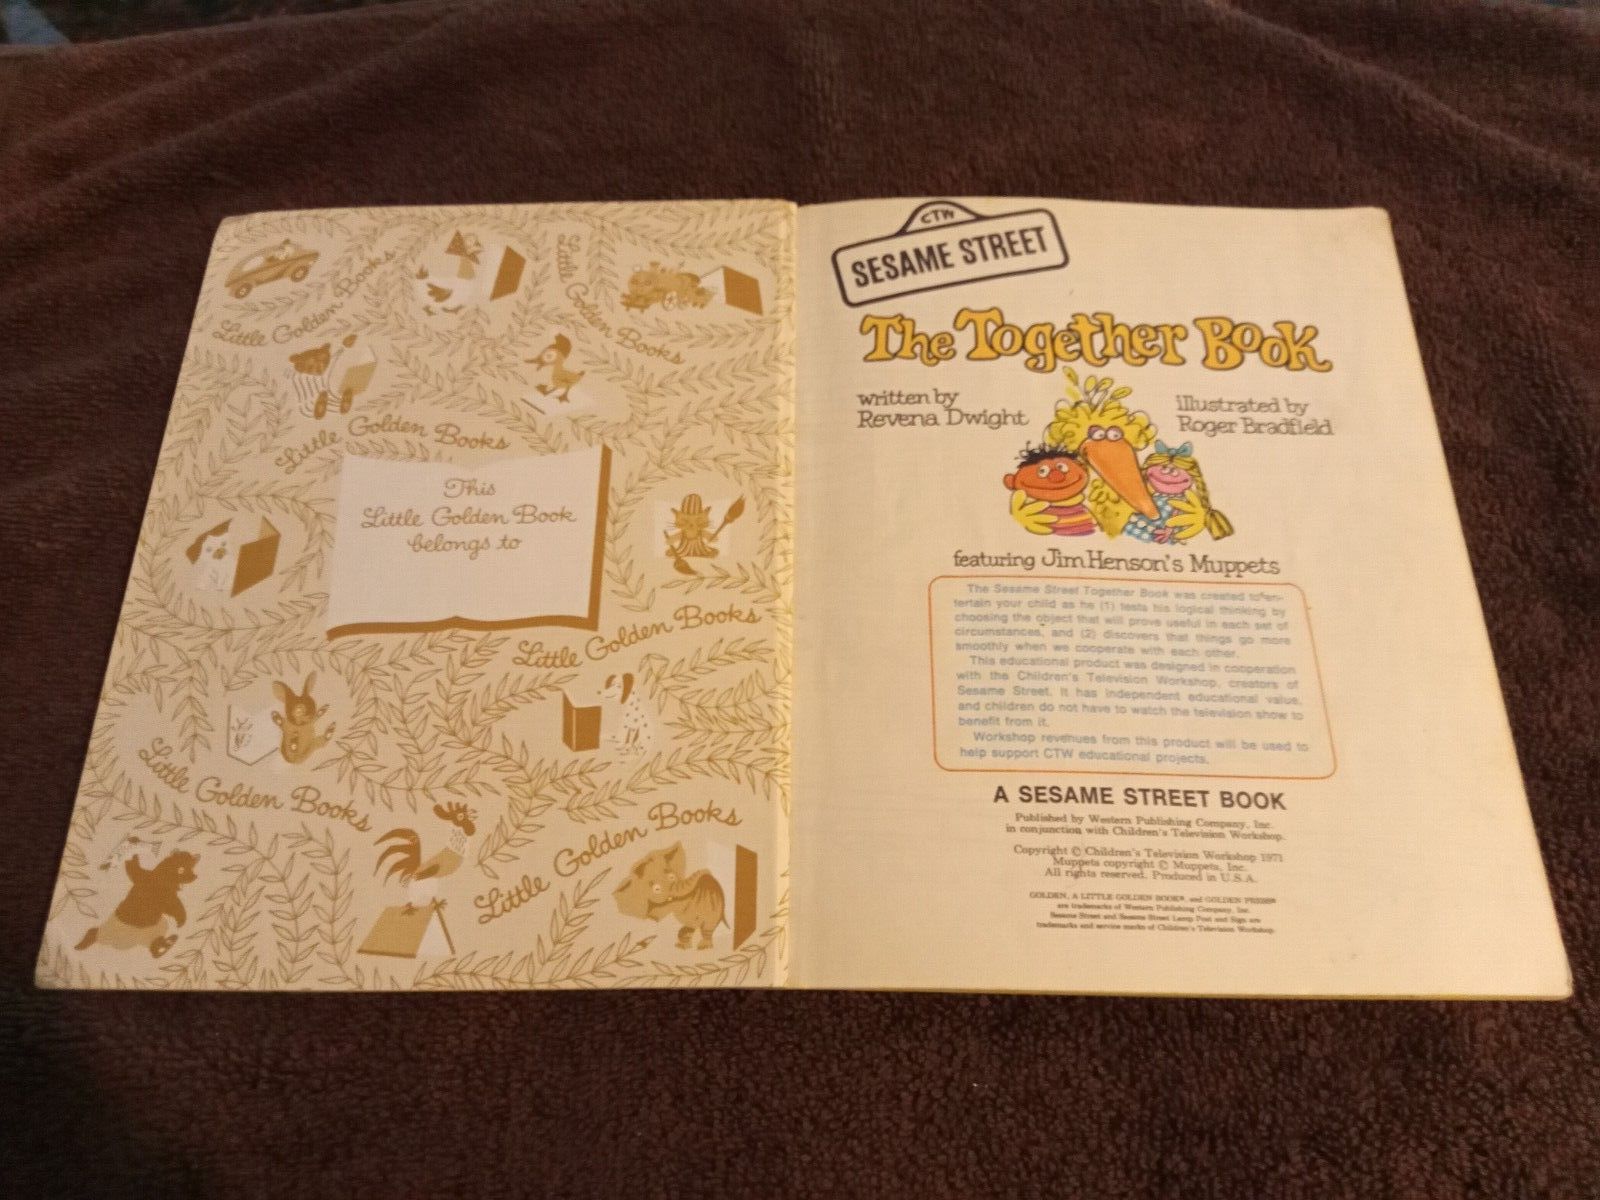 Little Golden Books
Little Golden Books
Little Golden Books
This
Little Golden Book
belongs to
Little Golden Books
Little Golden Books
Little Golden Books
CTW
SESAME STREET
The Together Book
written by
Revena Dwight
illustrated by
Roger Bradfield
featuring Jim Henson's Muppets
The Sesame Street Together Book was created to en-
tertain your child as he (1) tests his logical thinking by
choosing the object that will prove useful in each set of
circumstances, and (2) discovers that things go more
smoothly when we cooperate with each other.
This educational product was designed in cooperation
with the Children's Television Workshop, creators of
Sesame Street. It has independent educational value,
and children do not have to watch the television show to
benefit from it.
Workshop revenues from this product will be used to
help support CTW educational projects.
A SESAME STREET BOOK
Published by Western Publishing Company, Inc.
in conjunction with Children's Television Workshop.
Copyright © Children's Television Workshop 1971
Muppets copyright © Muppets, Inc.
All rights reserved. Produced in U.S.A.
GOLDEN, A LITTLE GOLDEN BOOK®, and GOLDEN PRESS®
are trademarks of Western Publishing Company, Inc.
Sesame Street and Sesame Street Lamp Post and Sign are
trademarks and service marks of Children's Television Workshop.